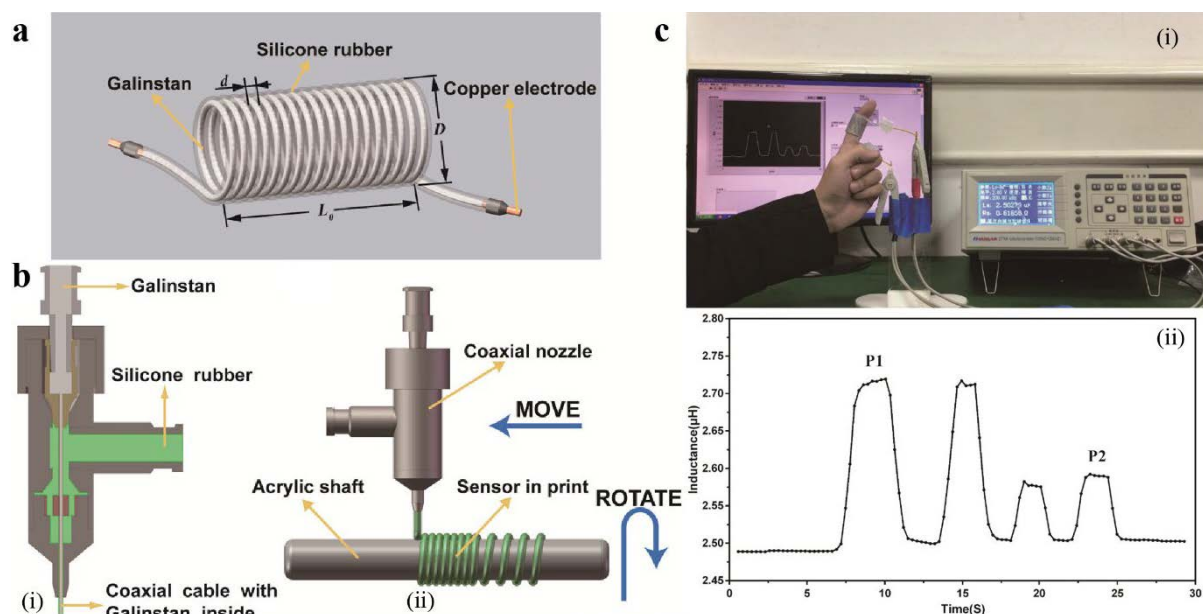 a
Silicone rubber
d
Galinstan
Copper electrode
D
L₀
b
Galinstan
Silicone rubber
(i)
Coaxial cable with
Galinstan inside
Coaxial nozzle
MOVE
Acrylic shaft
Sensor in print
ROTATE
(ii)
c
(i)
(ii)
2.80
2.75
2.70
2.65
2.60
2.55
2.50
2.45
Inductance(μH)
P1
P2
0
5
10
15
20
25
30
Time(S)